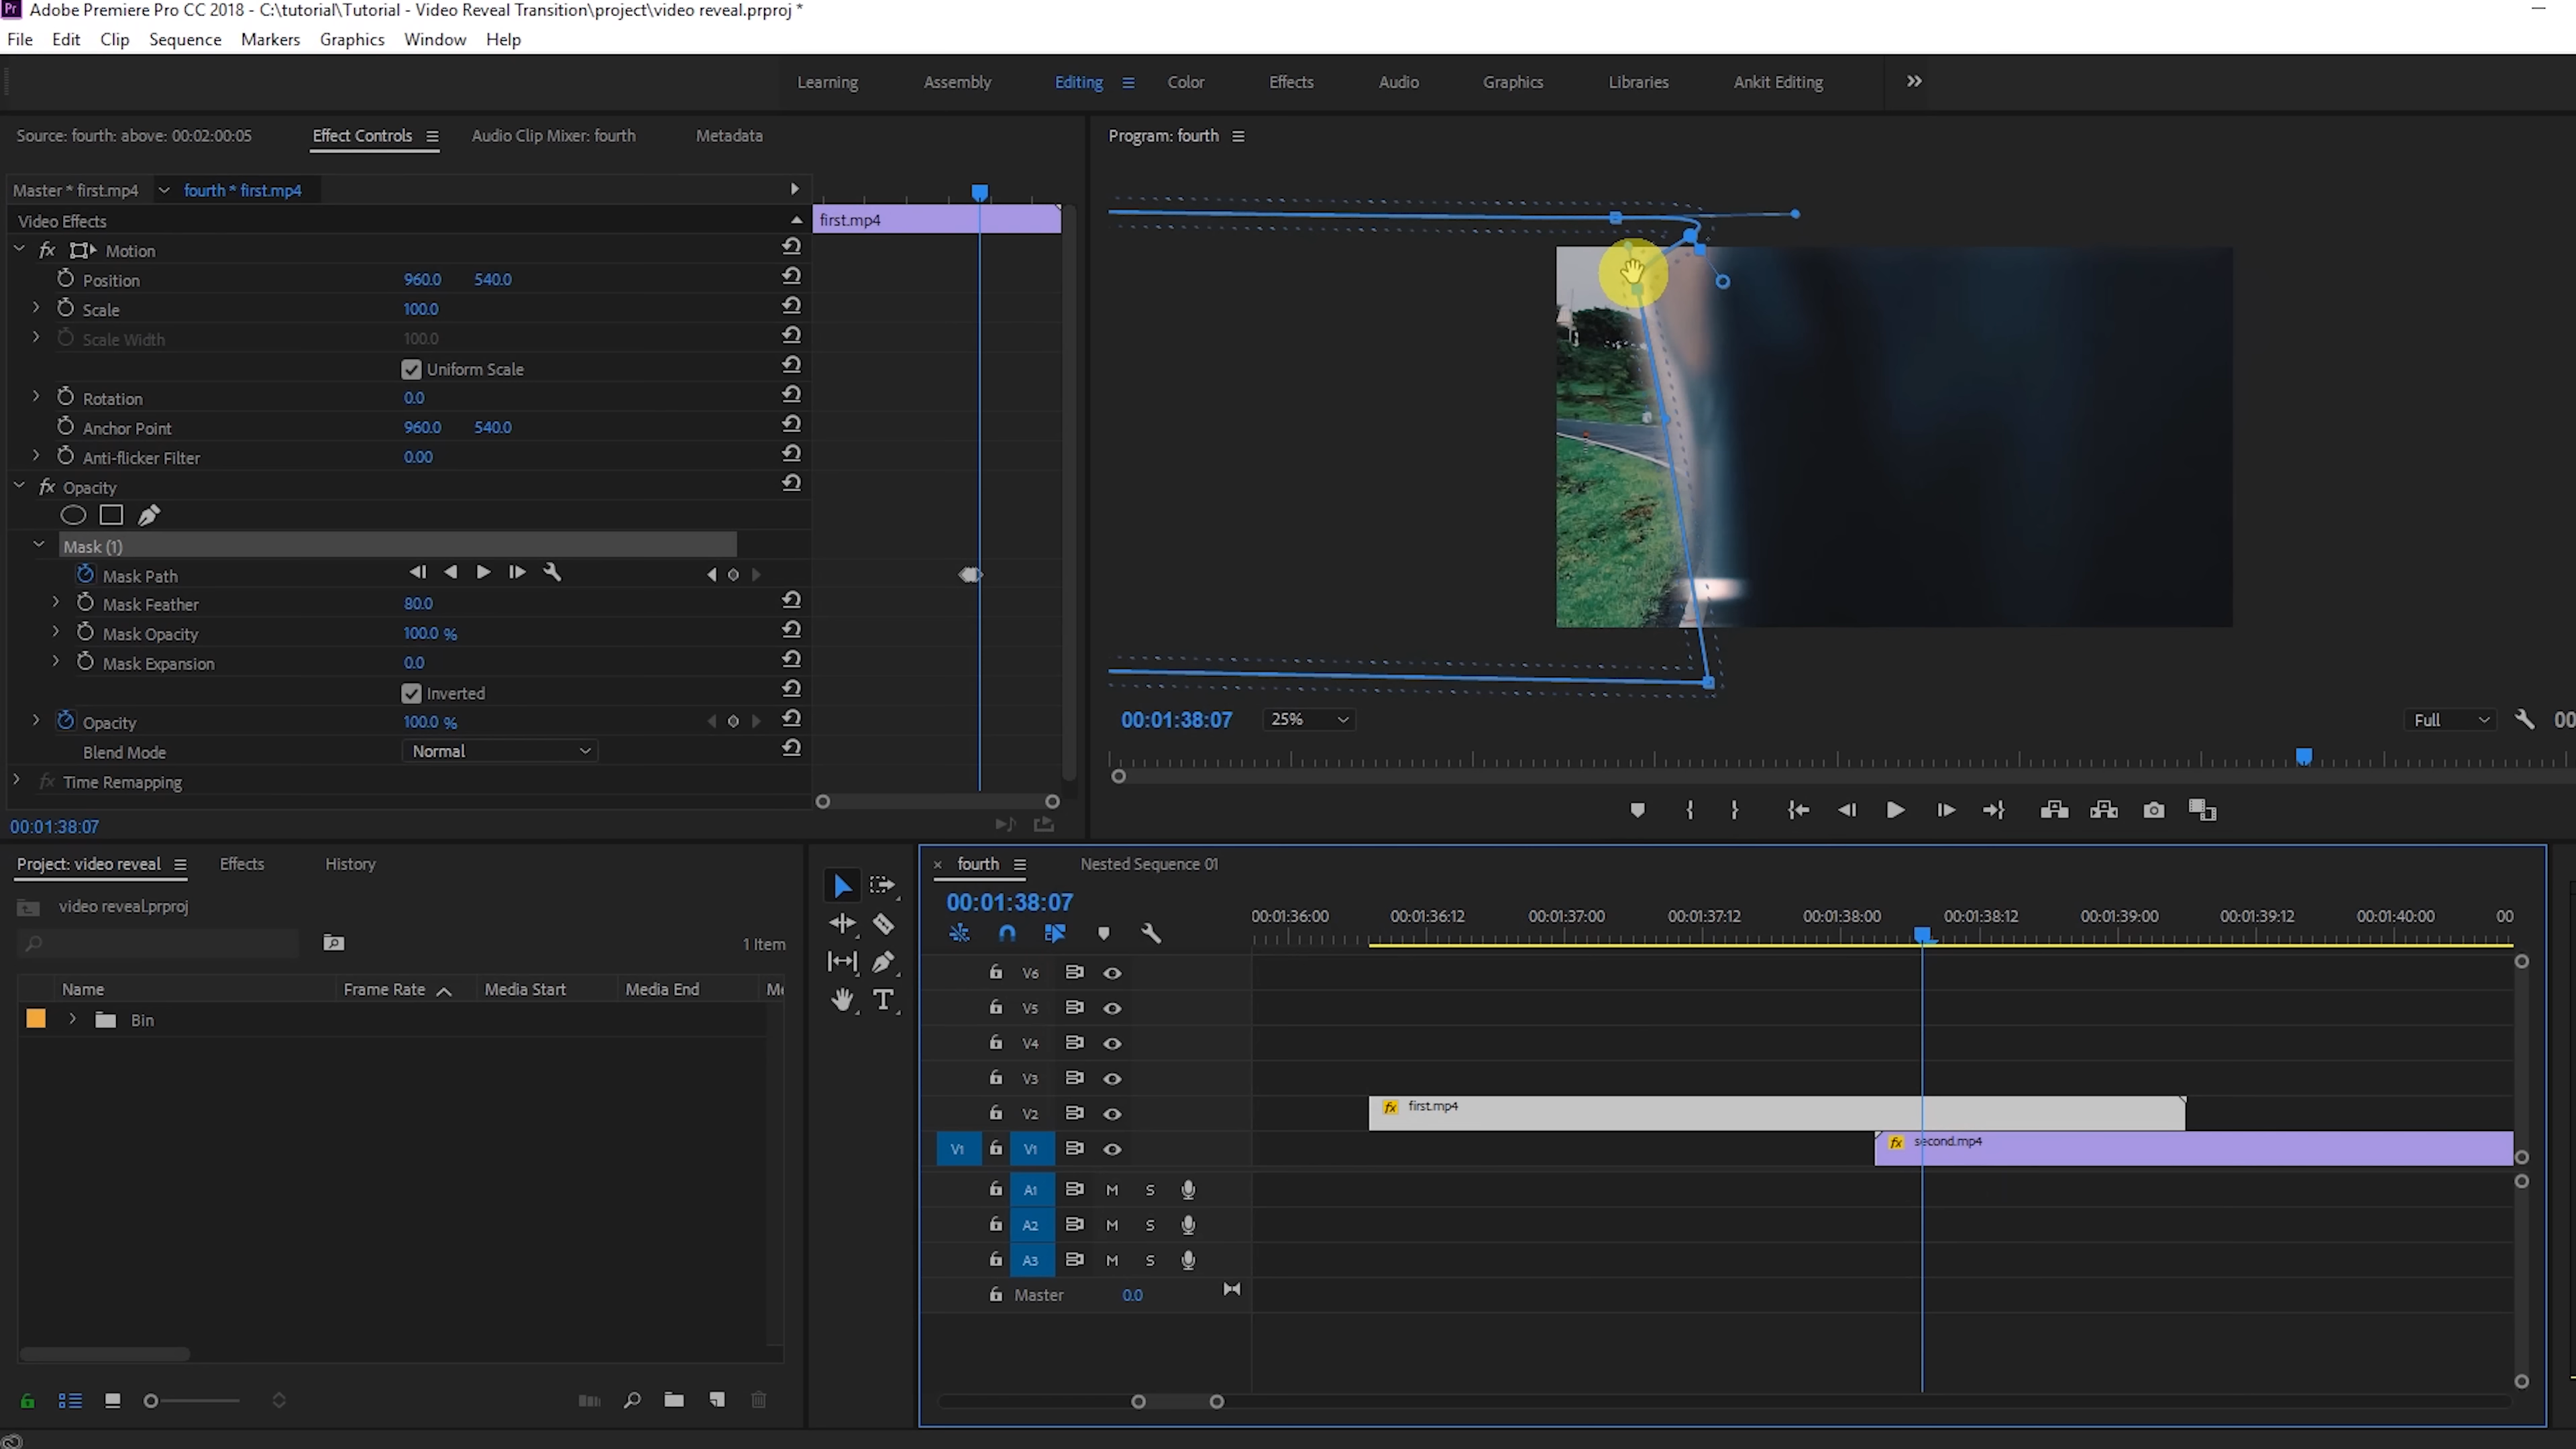 Pr Adobe Premiere Pro CC 2018 - C:\tutorial\Tutorial - Video Reveal Transition\project\video reveal.prproj *
File Edit Clip Sequence Markers Graphics Window Help
Learning Assembly Editing Color Effects Audio Graphics Libraries Ankit Editing
Source: fourth: above: 00:02:00:05 Effect Controls Audio Clip Mixer: fourth Metadata
Program: fourth
Master * first.mp4 fourth * first.mp4
Video Effects
first.mp4
fx Motion
Position 960.0 540.0
Scale 100.0
Scale Width 100.0
Uniform Scale
Rotation 0.0
Anchor Point 960.0 540.0
Anti-flicker Filter 0.00
fx Opacity
Mask (1)
Mask Path
Mask Feather 80.0
Mask Opacity 100.0 %
Mask Expansion 0.0
Inverted
Opacity 100.0 %
Blend Mode Normal
fx Time Remapping
00:01:38:07
00:01:38:07 25% Full 00
Project: video reveal Effects History
video reveal.prproj
1 Item
Name Frame Rate Media Start Media End Me
Bin
× fourth Nested Sequence 01
00:01:38:07
00:01:36:00 00:01:36:12 00:01:37:00 00:01:37:12 00:01:38:00 00:01:38:12 00:01:39:00 00:01:39:12 00:01:40:00 00
T
V6
V5
V4
V3
V2 fx first.mp4
V1 V1 fx second.mp4
A1 M S
A2 M S
A3 M S
Master 0.0